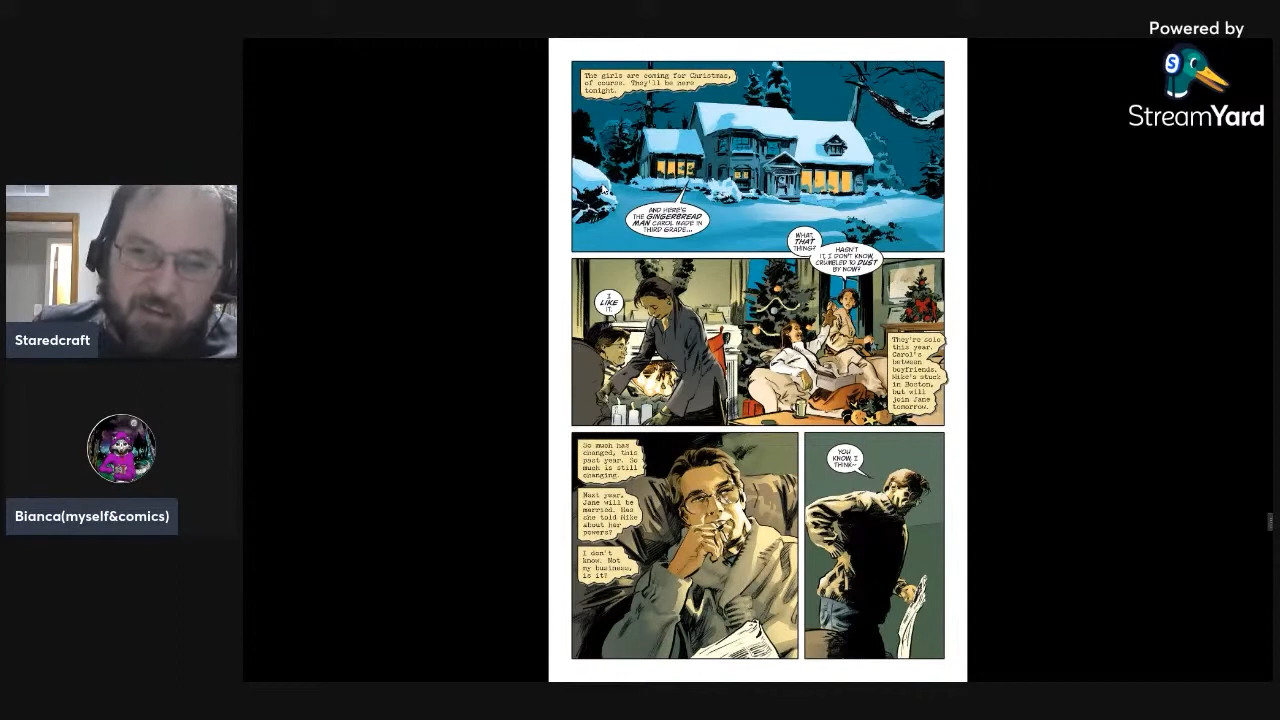 Powered by
StreamYard
Staredcraft
Bianca(myself&comics)
The girls are coming for Christmas,
of course. They'll be here
tonight.
AND HERE'S
THE GINGERBREAD
MAN CAROL MADE IN
THIRD GRADE...
WHAT,
THAT
THING?
HASN'T
IT, I DON'T KNOW,
CRUMBLED TO DUST
BY NOW?
I
LIKE
IT.
They're solo
this year.
Carol's
between
boyfriends.
Mike's stuck
in Boston,
but will
join Jane
tomorrow.
So much has
changed, this
past year. So
much is still
changing.
Next year,
Jane will be
married. Has
she told Mike
about her
powers?
I don't
know. Not
my business,
is it?
YOU
KNOW, I
THINK--